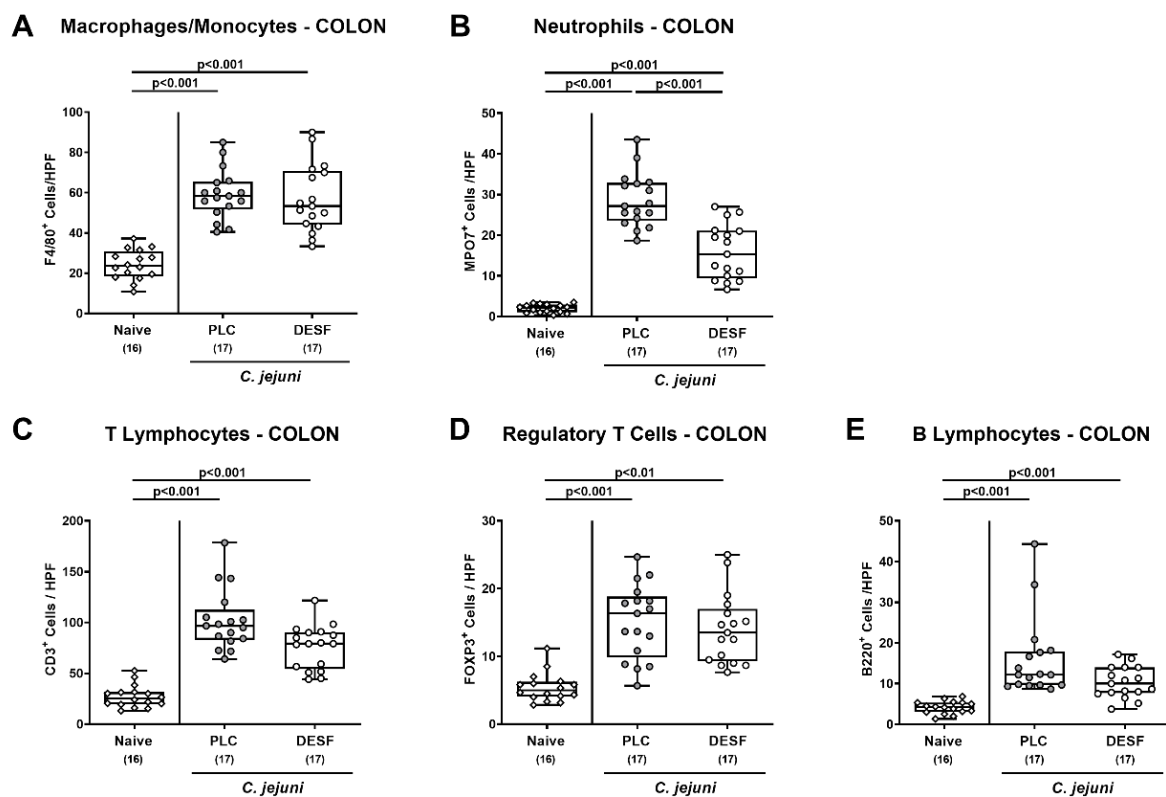 A Macrophages/Monocytes - COLON
p<0.001
p<0.001
F4/80+ Cells/HPF
100
80
60
40
20
0
Naive PLC DESF
(16) (17) (17)
C. jejuni
B Neutrophils - COLON
p<0.001
p<0.001 p<0.001
MPO7+ Cells /HPF
50
40
30
20
10
0
Naive PLC DESF
(16) (17) (17)
C. jejuni
C T Lymphocytes - COLON
p<0.001
p<0.001
CD3+ Cells / HPF
200
150
100
50
0
Naive PLC DESF
(16) (17) (17)
C. jejuni
D Regulatory T Cells - COLON
p<0.01
p<0.001
FOXP3+ Cells / HPF
30
20
10
0
Naive PLC DESF
(16) (17) (17)
C. jejuni
E B Lymphocytes - COLON
p<0.001
p<0.001
B220+ Cells /HPF
50
40
30
20
10
0
Naive PLC DESF
(16) (17) (17)
C. jejuni